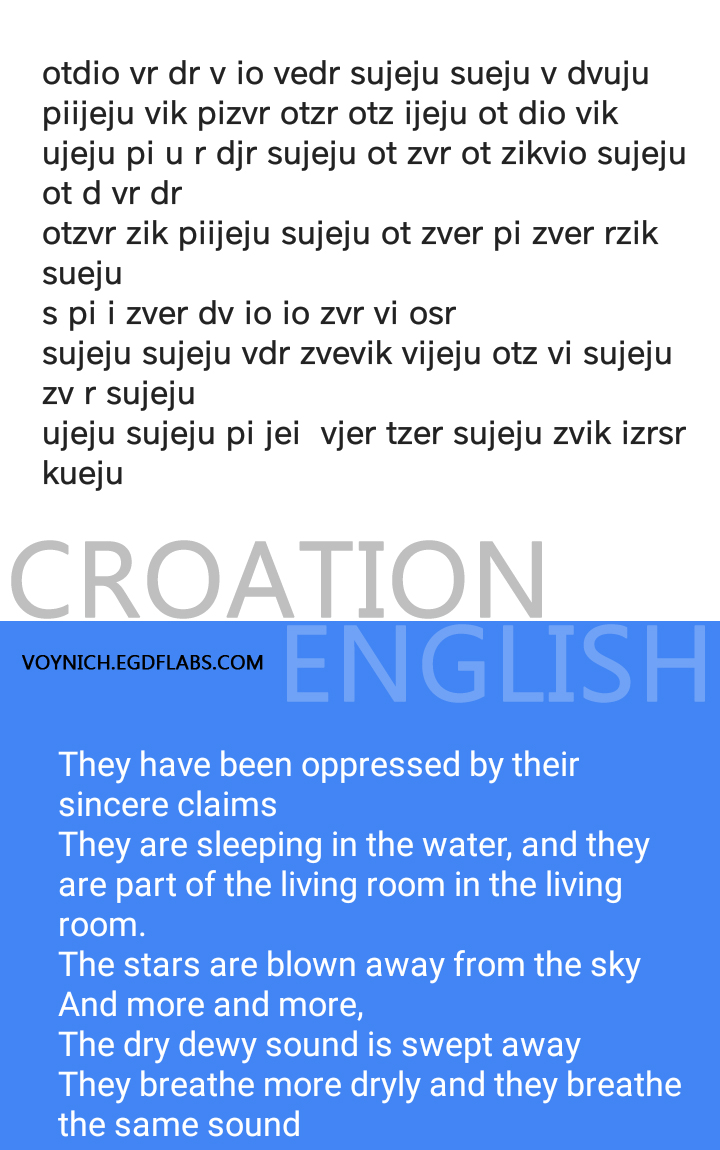 otdio vr dr v io vedr sujeju sueju v dvuju
piijeju vik pizvr otzr otz ijeju ot dio vik
ujeju pi u r djr sujeju ot zvr ot zikvio sujeju
ot d vr dr
otzvr zik piijeju sujeju ot zver pi zver rzik
sueju
s pi i zver dv io io zvr vi osr
sujeju sujeju vdr zvevik vijeju otz vi sujeju
zv r sujeju
ujeju sujeju pi jei  vjer tzer sujeju zvik izrsr
kueju
CROATION
ENGLISH
VOYNICH.EGDFLABS.COM
They have been oppressed by their
sincere claims
They are sleeping in the water, and they
are part of the living room in the living
room.
The stars are blown away from the sky
And more and more,
The dry dewy sound is swept away
They breathe more dryly and they breathe
the same sound